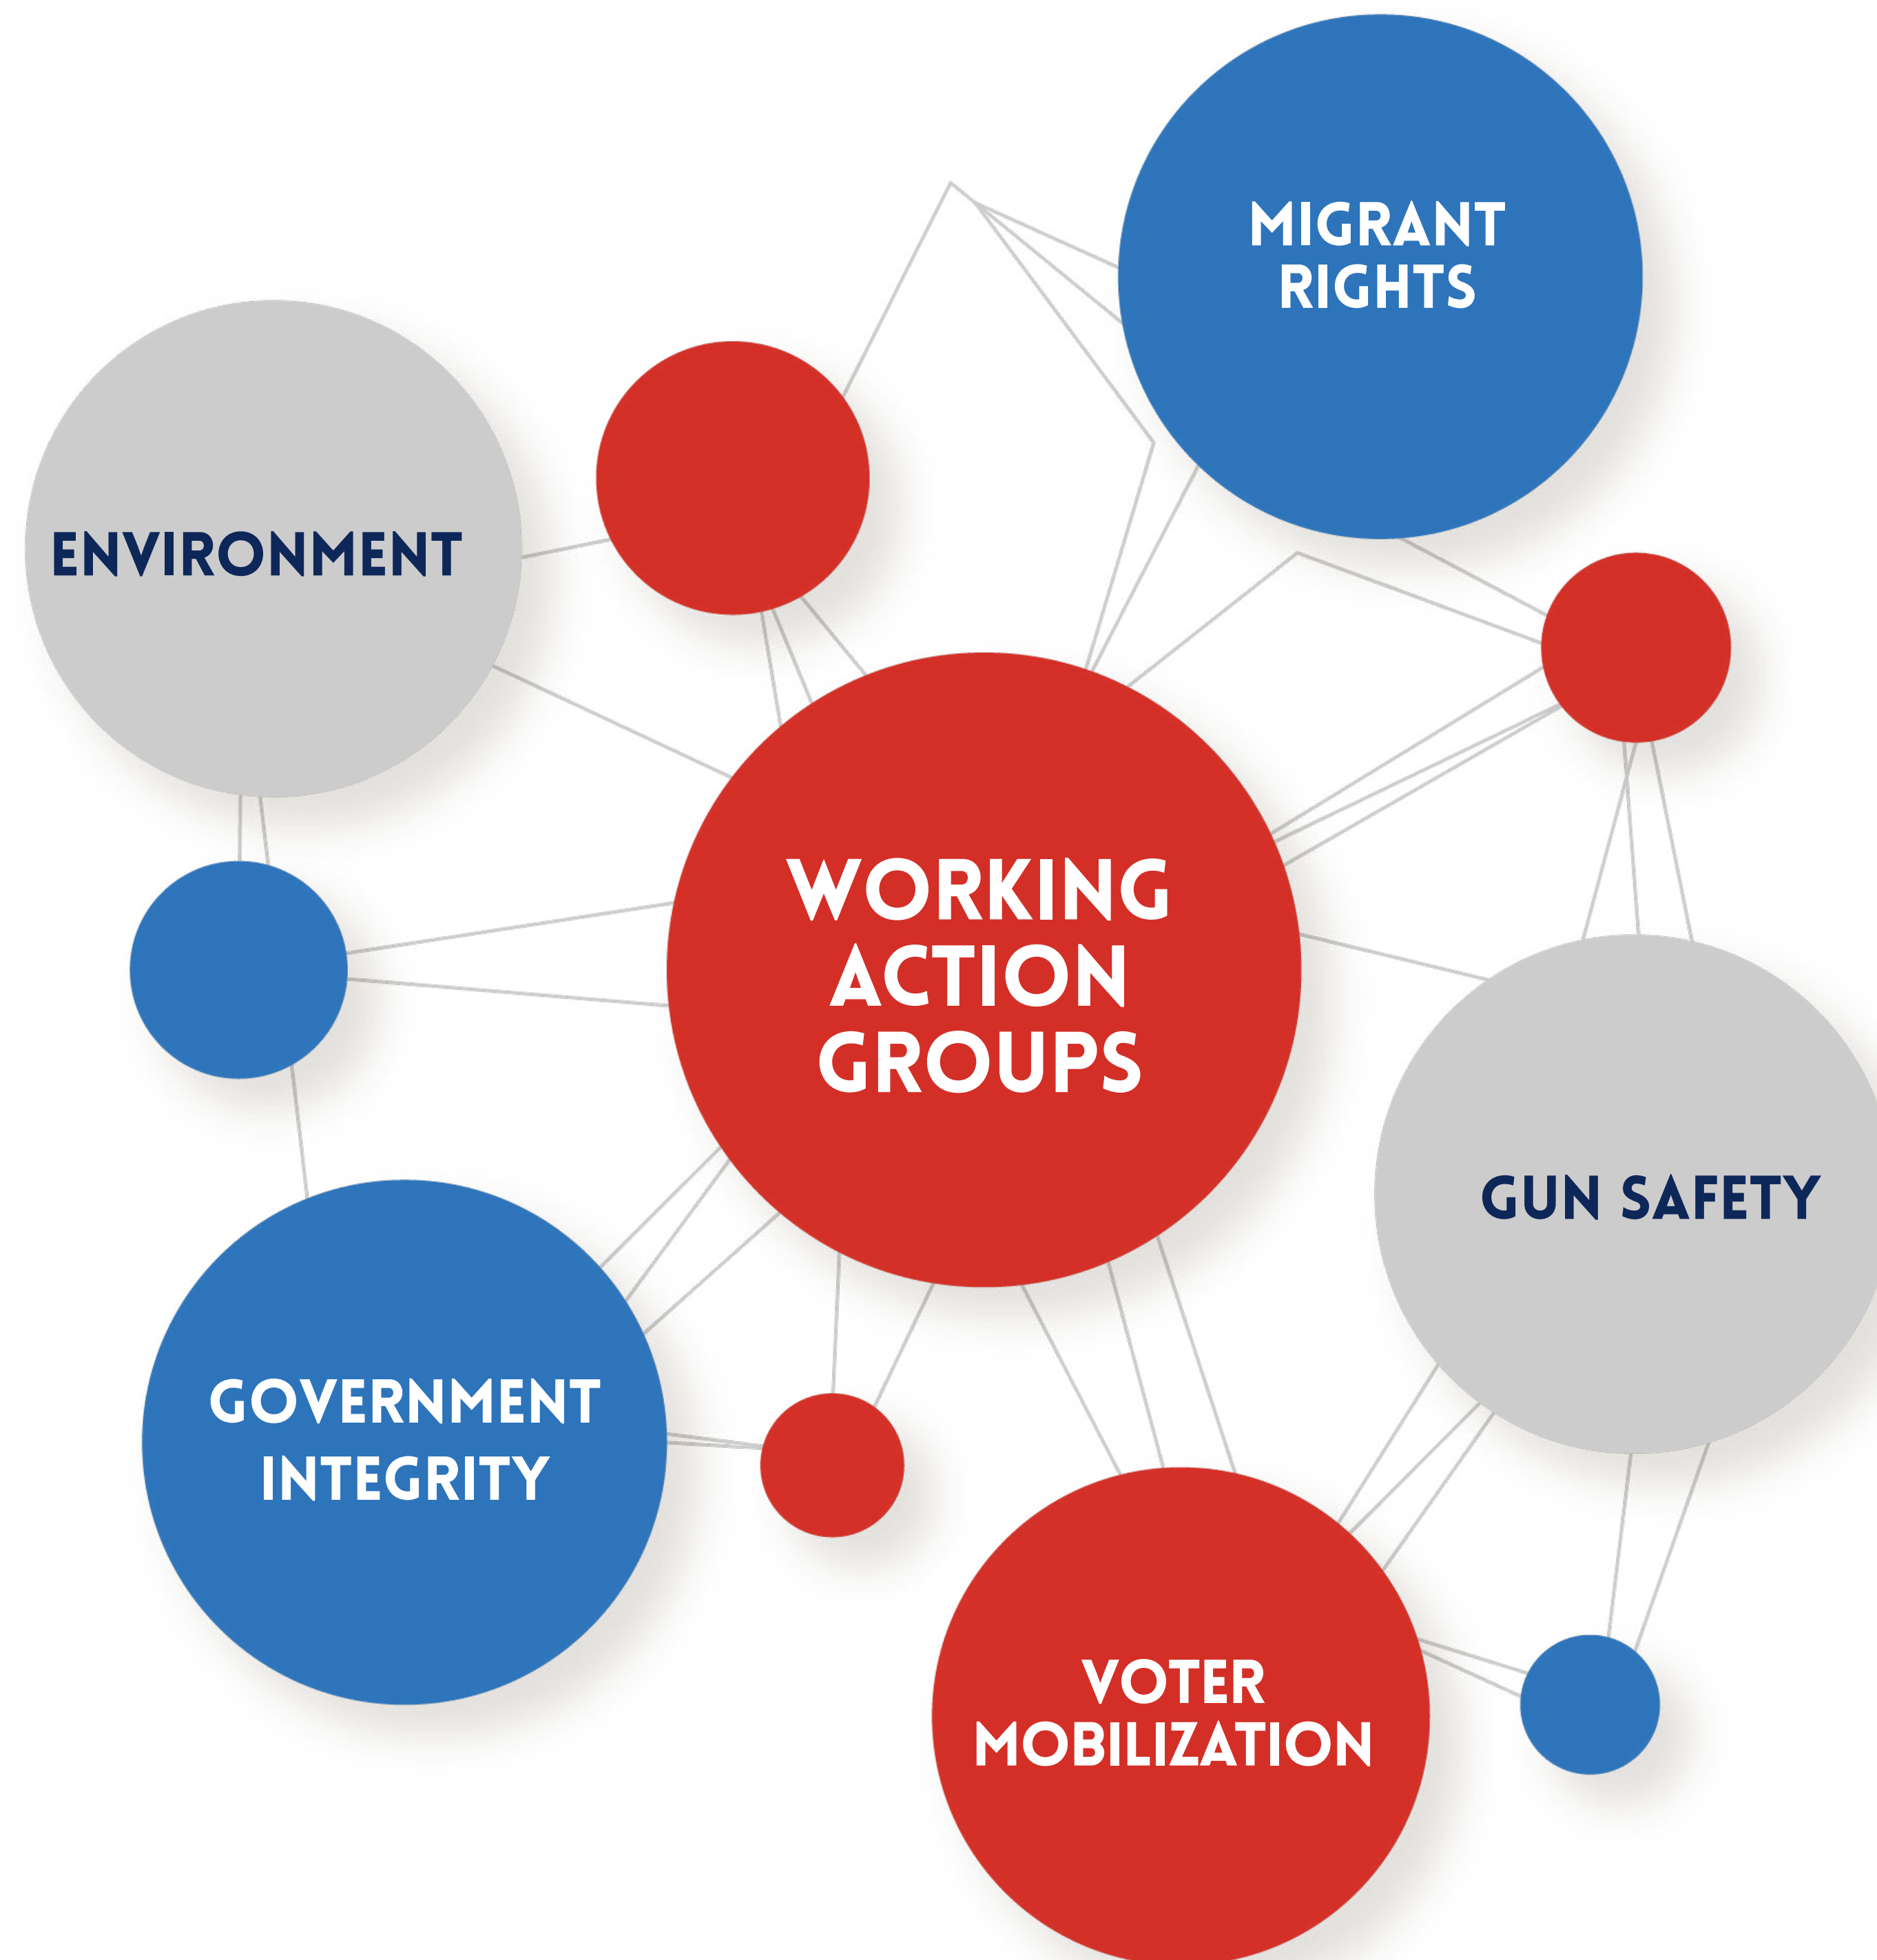 MIGRANT
RIGHTS
ENVIRONMENT
WORKING
ACTION
GROUPS
GUN SAFETY
GOVERNMENT
INTEGRITY
VOTER
MOBILIZATION